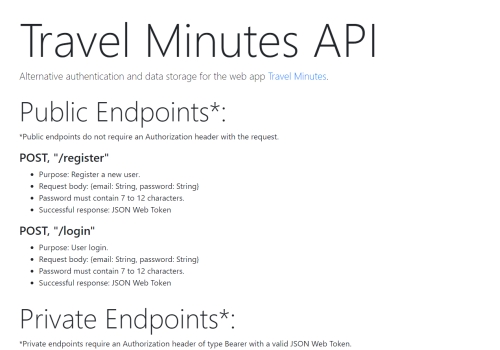 Travel Minutes API
Alternative authentication and data storage for the web app Travel Minutes.
Public Endpoints*:
*Public endpoints do not require an Authorization header with the request.
POST, "/register"
• Purpose: Register a new user.
• Request body: {email: String, password: String}
• Password must contain 7 to 12 characters.
• Successful response: JSON Web Token
POST, "/login"
• Purpose: User login.
• Request body: {email: String, password: String}
• Password must contain 7 to 12 characters.
• Successful response: JSON Web Token
Private Endpoints*:
*Private endpoints require an Authorization header of type Bearer with a valid JSON Web Token.